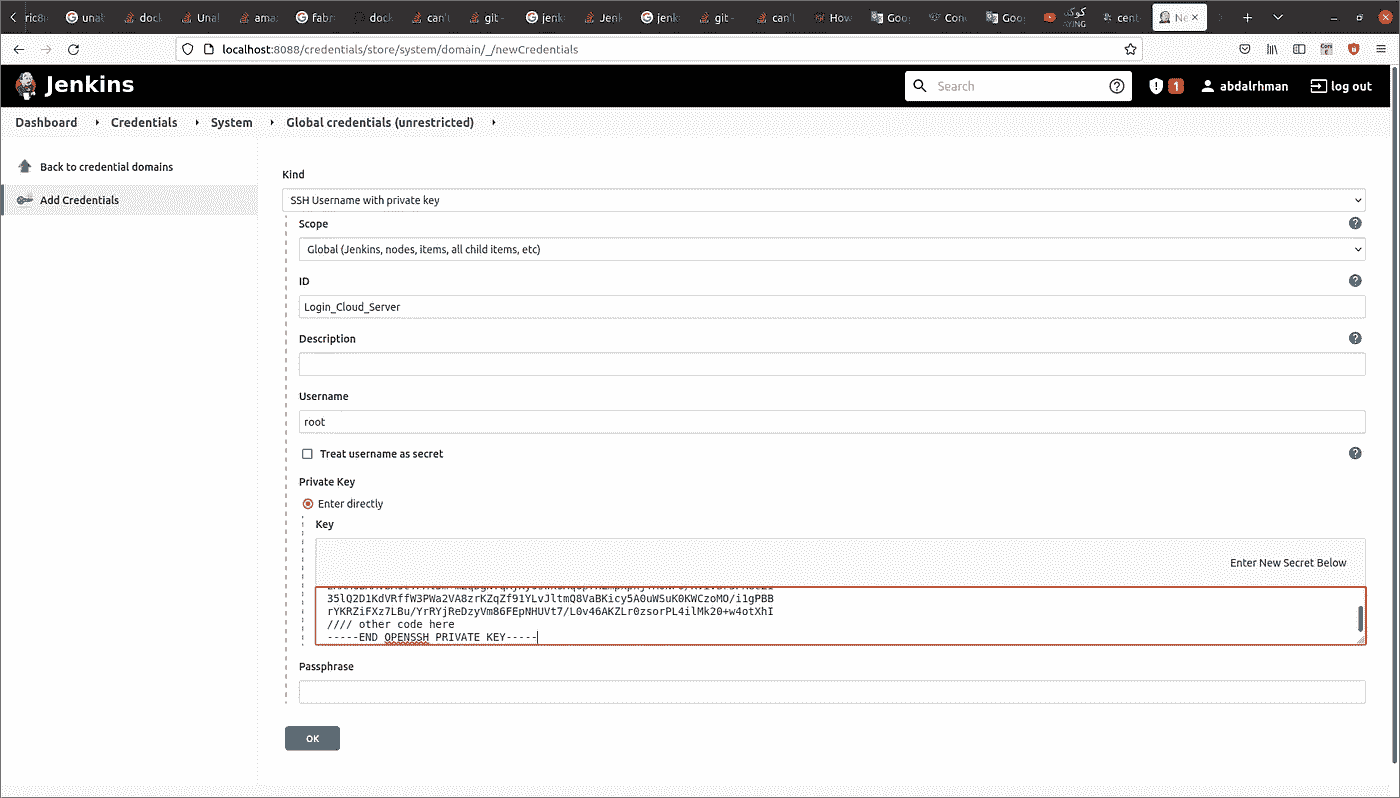 ric8 unal dock Unal ama fabr dock can't git - jenk Jenk jenk git - can't How Goo Con Goo كوكب cent Ne
localhost:8088/credentials/store/system/domain/_/newCredentials
Jenkins
Search
1
abdalrhman
log out
Dashboard
Credentials
System
Global credentials (unrestricted)
Back to credential domains
Add Credentials
Kind
SSH Username with private key
Scope
Global (Jenkins, nodes, items, all child items, etc)
ID
Login_Cloud_Server
Description
Username
root
Treat username as secret
Private Key
Enter directly
Key
Enter New Secret Below
35lQ2D1KdVRffW3PWa2VA8zrKZqZf91YLvJltmQ8VaBKicy5A0uWSuK0KWCzoMO/i1gPBB
rYKRZiFXz7LBu/YrRYjReDzyVm86FEpNHUVt7/L0v46AKZLr0zsorPL4ilMk20+w4otXhI
//// other code here
-----END OPENSSH PRIVATE KEY-----
Passphrase
OK